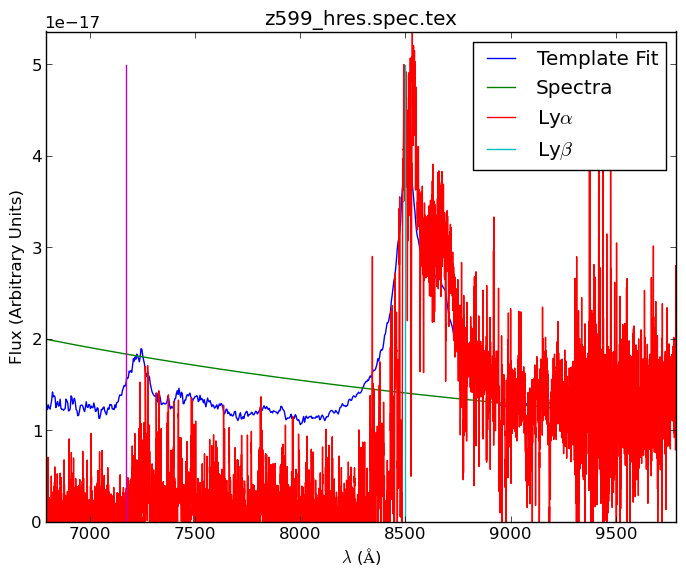 z599_hres.spec.tex
1e−17
Template Fit
Spectra
Lyα
Lyβ
5
4
3
2
1
0
Flux (Arbitrary Units)
7000 7500 8000 8500 9000 9500
λ (Å)